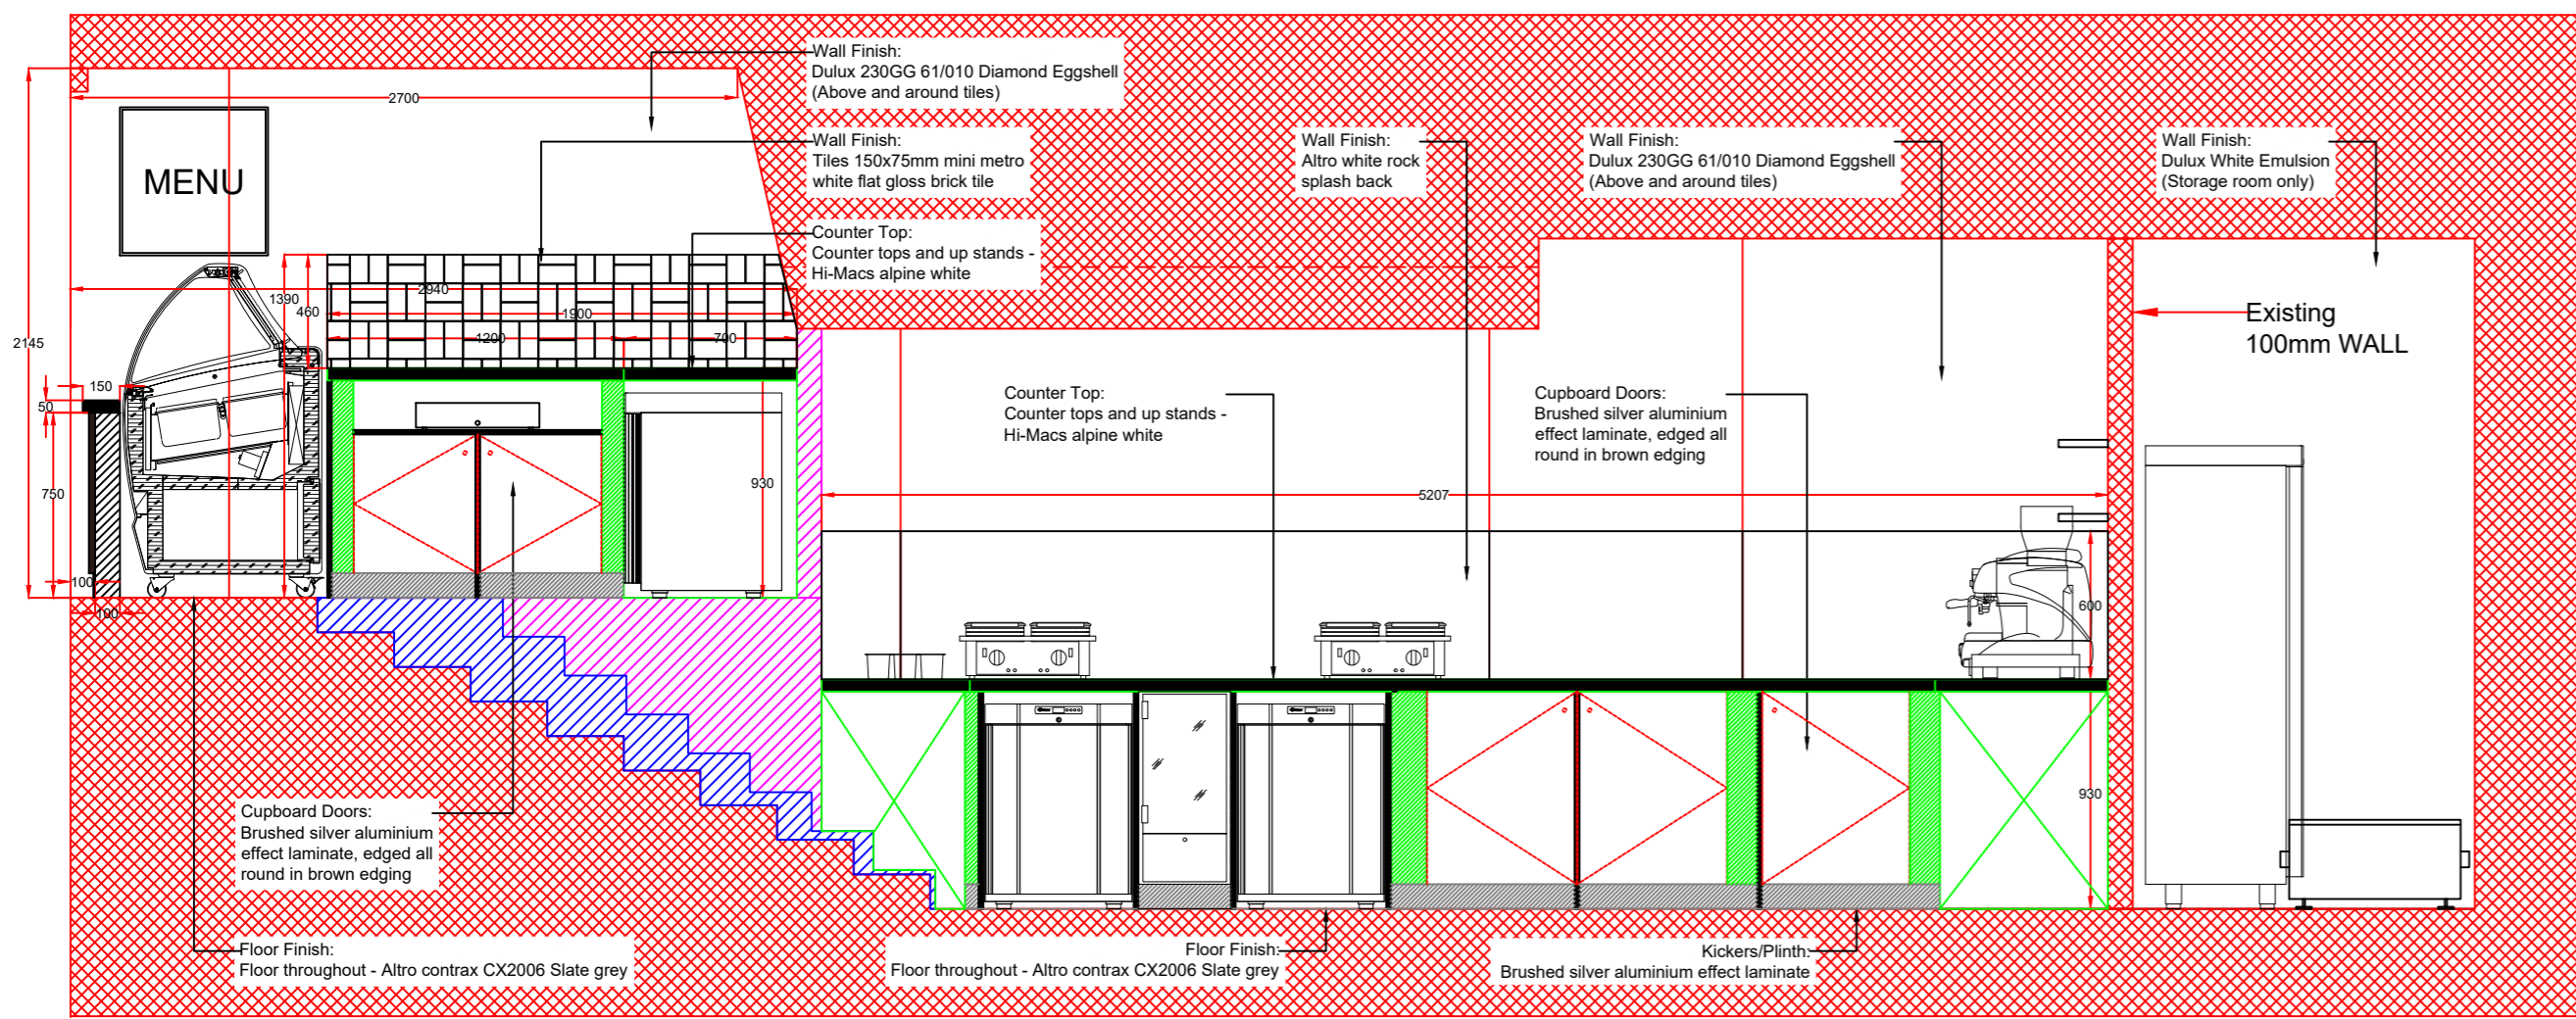 Wall Finish:
Dulux 230GG 61/010 Diamond Eggshell
(Above and around tiles)
2700
Wall Finish:
Tiles 150x75mm mini metro
white flat gloss brick tile
Wall Finish:
Altro white rock
splash back
Wall Finish:
Dulux 230GG 61/010 Diamond Eggshell
(Above and around tiles)
Wall Finish:
Dulux White Emulsion
(Storage room only)
MENU
Counter Top:
Counter tops and up stands -
Hi-Macs alpine white
2940
1390
460
1900
1200
700
2145
Existing
100mm WALL
150
50
750
100
100
930
Counter Top:
Counter tops and up stands -
Hi-Macs alpine white
Cupboard Doors:
Brushed silver aluminium
effect laminate, edged all
round in brown edging
5207
600
930
Cupboard Doors:
Brushed silver aluminium
effect laminate, edged all
round in brown edging
Floor Finish:
Floor throughout - Altro contrax CX2006 Slate grey
Floor Finish:
Floor throughout - Altro contrax CX2006 Slate grey
Kickers/Plinth:
Brushed silver aluminium effect laminate